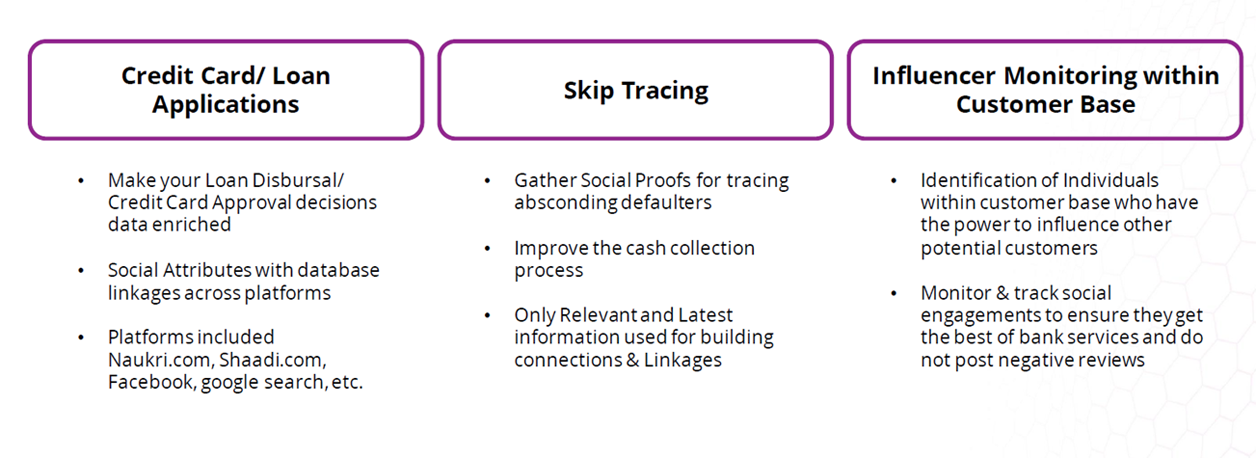 Credit Card/ Loan
Applications
• Make your Loan Disbursal/
Credit Card Approval decisions
data enriched
• Social Attributes with database
linkages across platforms
• Platforms included
Naukri.com, Shaadi.com,
Facebook, google search, etc.
Skip Tracing
• Gather Social Proofs for tracing
absconding defaulters
• Improve the cash collection
process
• Only Relevant and Latest
information used for building
connections & Linkages
Influencer Monitoring within
Customer Base
• Identification of Individuals
within customer base who have
the power to influence other
potential customers
• Monitor & track social
engagements to ensure they get
the best of bank services and do
not post negative reviews